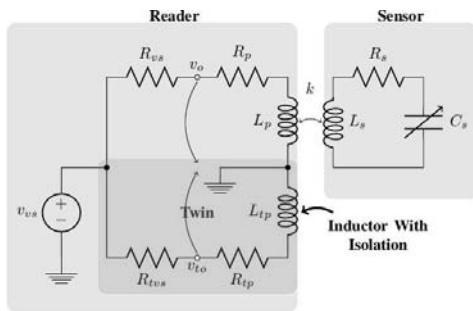 Reader
Sensor
R_{vs}
v_o
R_p
R_s
k
L_p
L_s
C_s
v_{vs}
+
−
Twin
L_{tp}
Inductor With
Isolation
R_{tvs}
v_{to}
R_{tp}